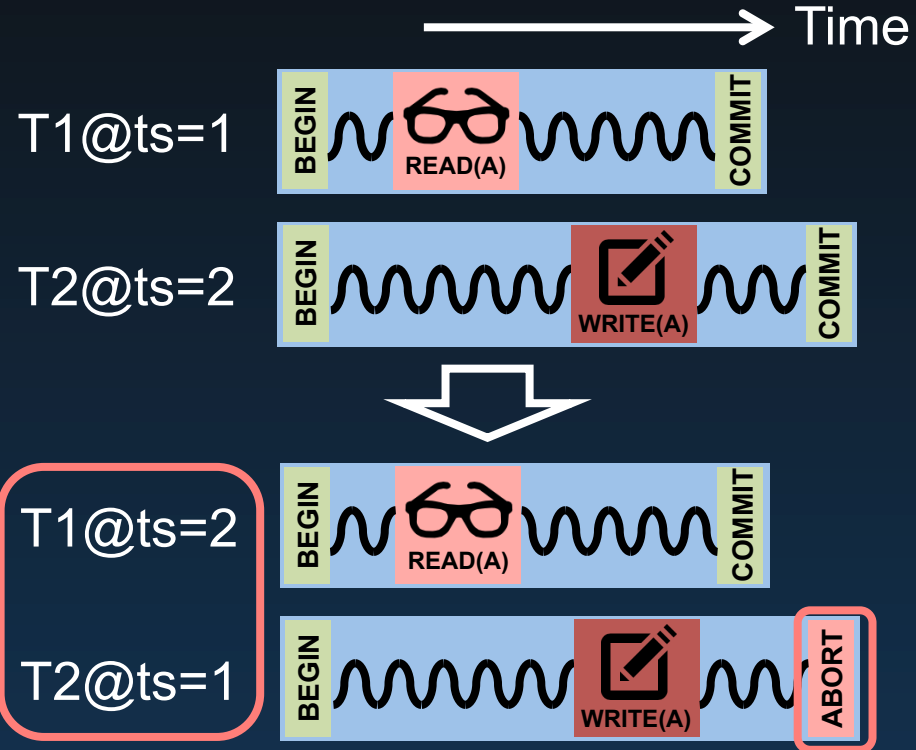 Time
T1@ts=1
BEGIN
READ(A)
COMMIT
T2@ts=2
BEGIN
WRITE(A)
COMMIT
T1@ts=2
BEGIN
READ(A)
COMMIT
T2@ts=1
BEGIN
WRITE(A)
ABORT